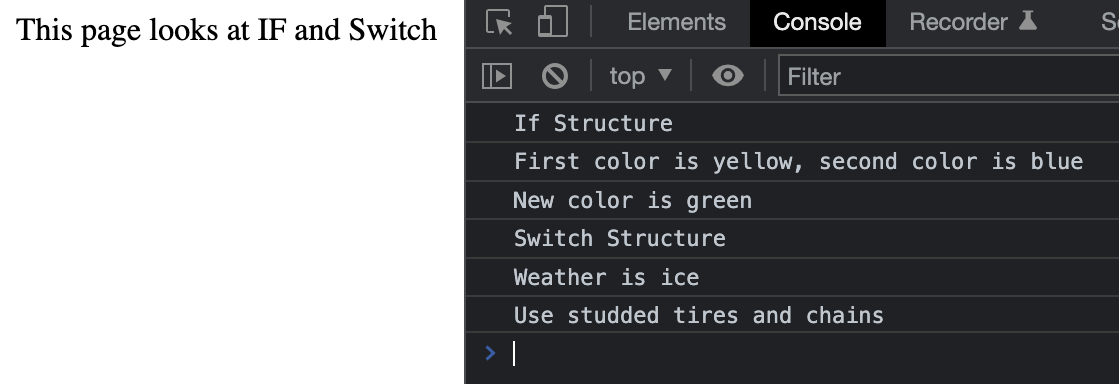 This page looks at IF and Switch
Elements Console Recorder
top ▼ Filter
If Structure
First color is yellow, second color is blue
New color is green
Switch Structure
Weather is ice
Use studded tires and chains
>